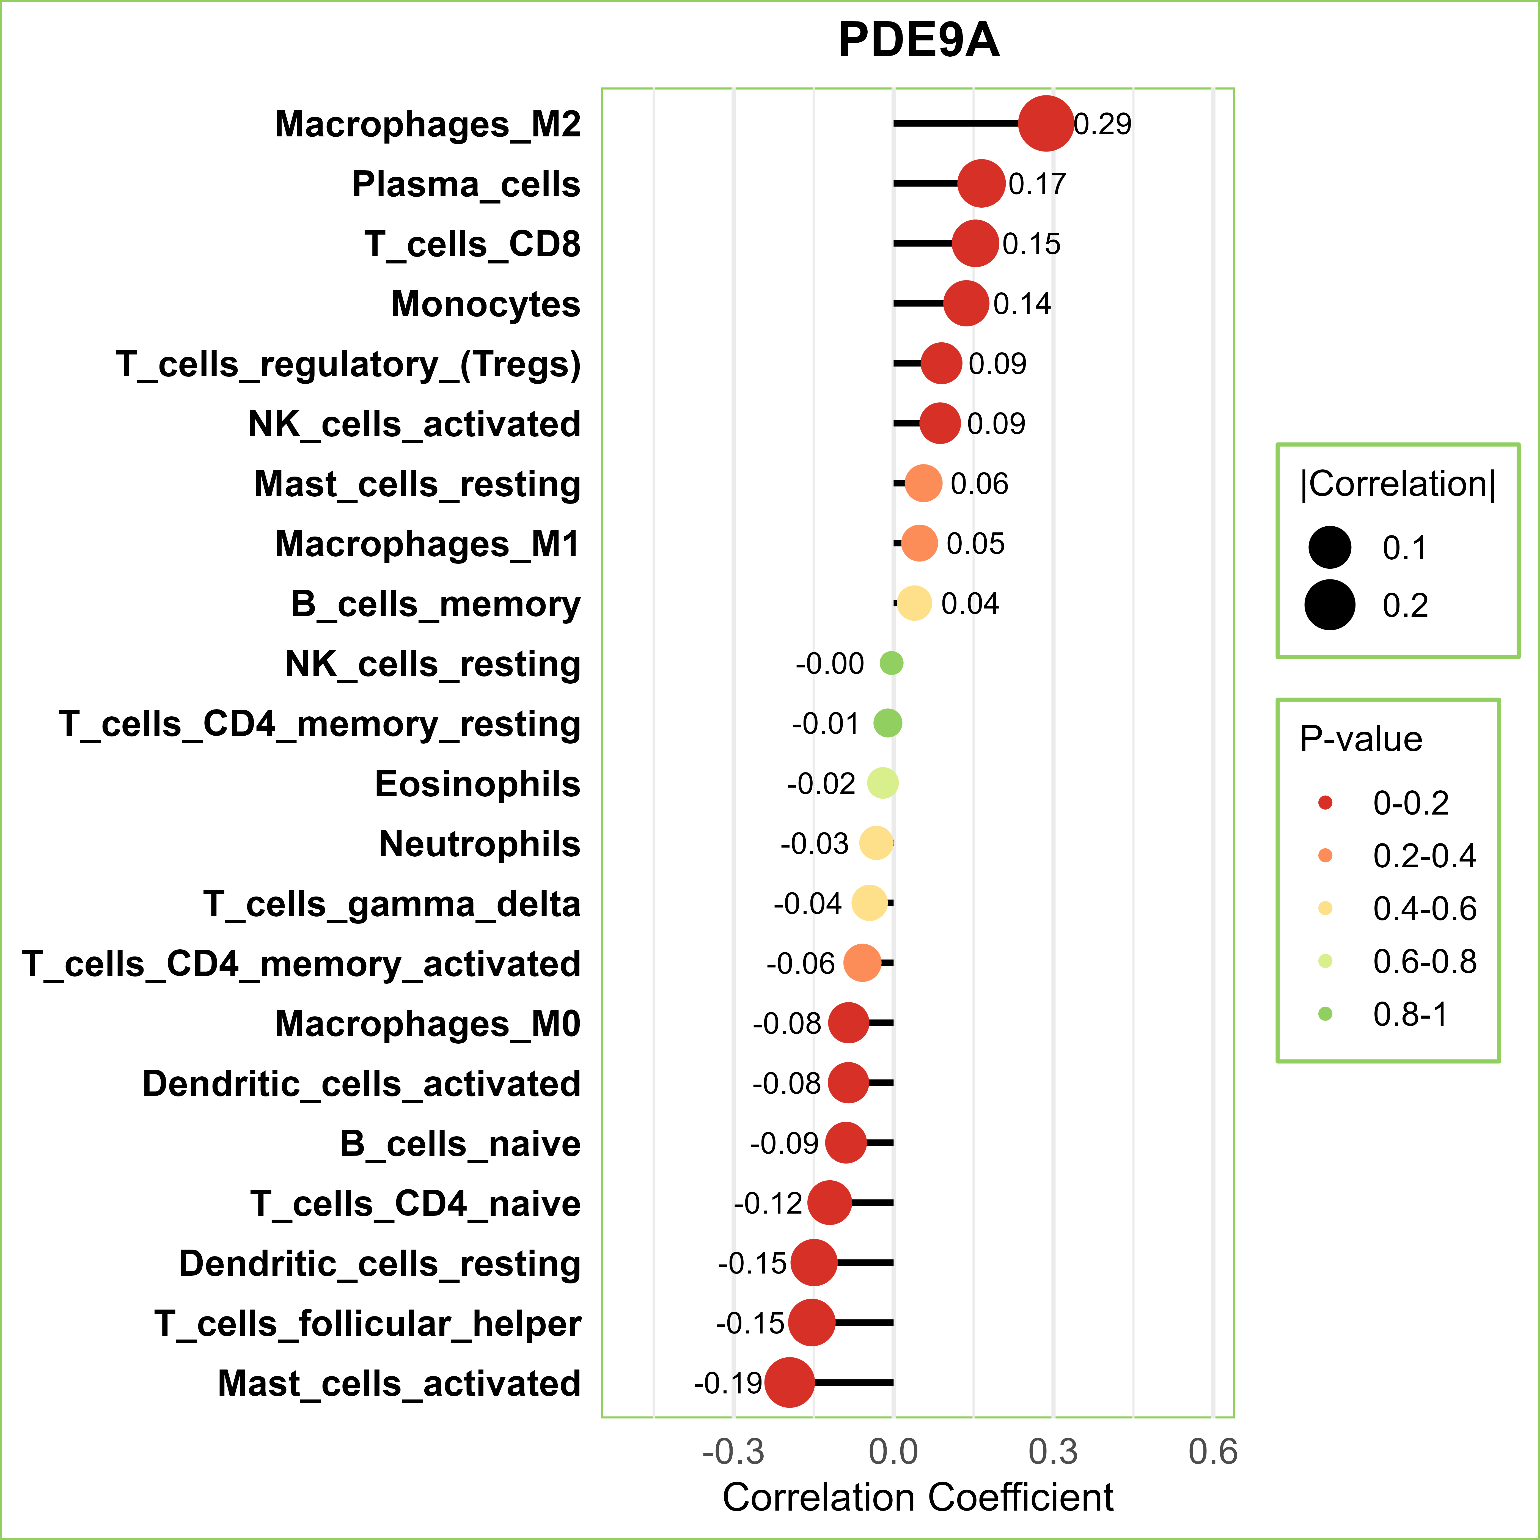 PDE9A
Macrophages_M2 0.29
Plasma_cells 0.17
T_cells_CD8 0.15
Monocytes 0.14
T_cells_regulatory_(Tregs) 0.09
NK_cells_activated 0.09
Mast_cells_resting 0.06
Macrophages_M1 0.05
B_cells_memory 0.04
NK_cells_resting -0.00
T_cells_CD4_memory_resting -0.01
Eosinophils -0.02
Neutrophils -0.03
T_cells_gamma_delta -0.04
T_cells_CD4_memory_activated -0.06
Macrophages_M0 -0.08
Dendritic_cells_activated -0.08
B_cells_naive -0.09
T_cells_CD4_naive -0.12
Dendritic_cells_resting -0.15
T_cells_follicular_helper -0.15
Mast_cells_activated -0.19
-0.3 0.0 0.3 0.6
Correlation Coefficient
|Correlation|
0.1
0.2
P-value
0-0.2
0.2-0.4
0.4-0.6
0.6-0.8
0.8-1